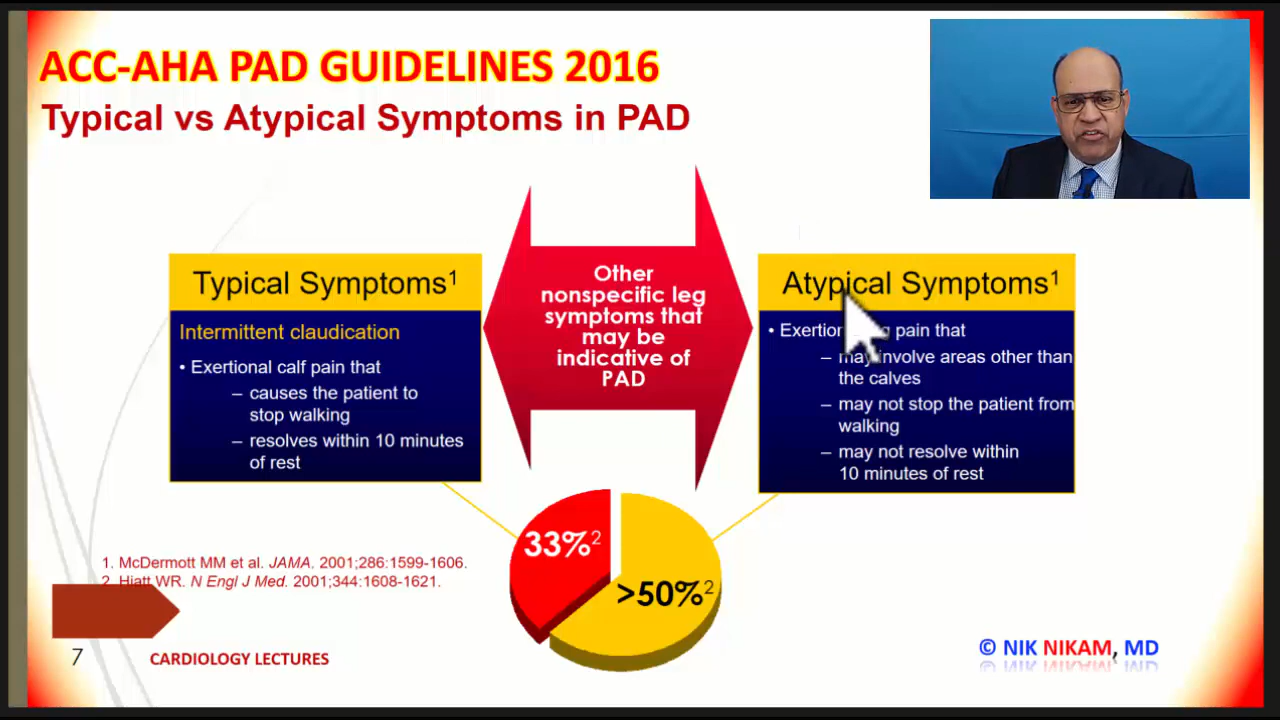 ACC-AHA PAD GUIDELINES 2016
Typical vs Atypical Symptoms in PAD
Typical Symptoms¹
Intermittent claudication
• Exertional calf pain that
– causes the patient to
stop walking
– resolves within 10 minutes
of rest
Other
nonspecific leg
symptoms that
may be
indicative of
PAD
Atypical Symptoms¹
• pain that
– may involve areas other than
the calves
– may not stop the patient from
walking
– may not resolve within
10 minutes of rest
33%²
>50%²
1. McDermott MM et al. JAMA. 2001;286:1599-1606.
2. Hiatt WR. N Engl J Med. 2001;344:1608-1621.
7
CARDIOLOGY LECTURES
© NIK NIKAM, MD